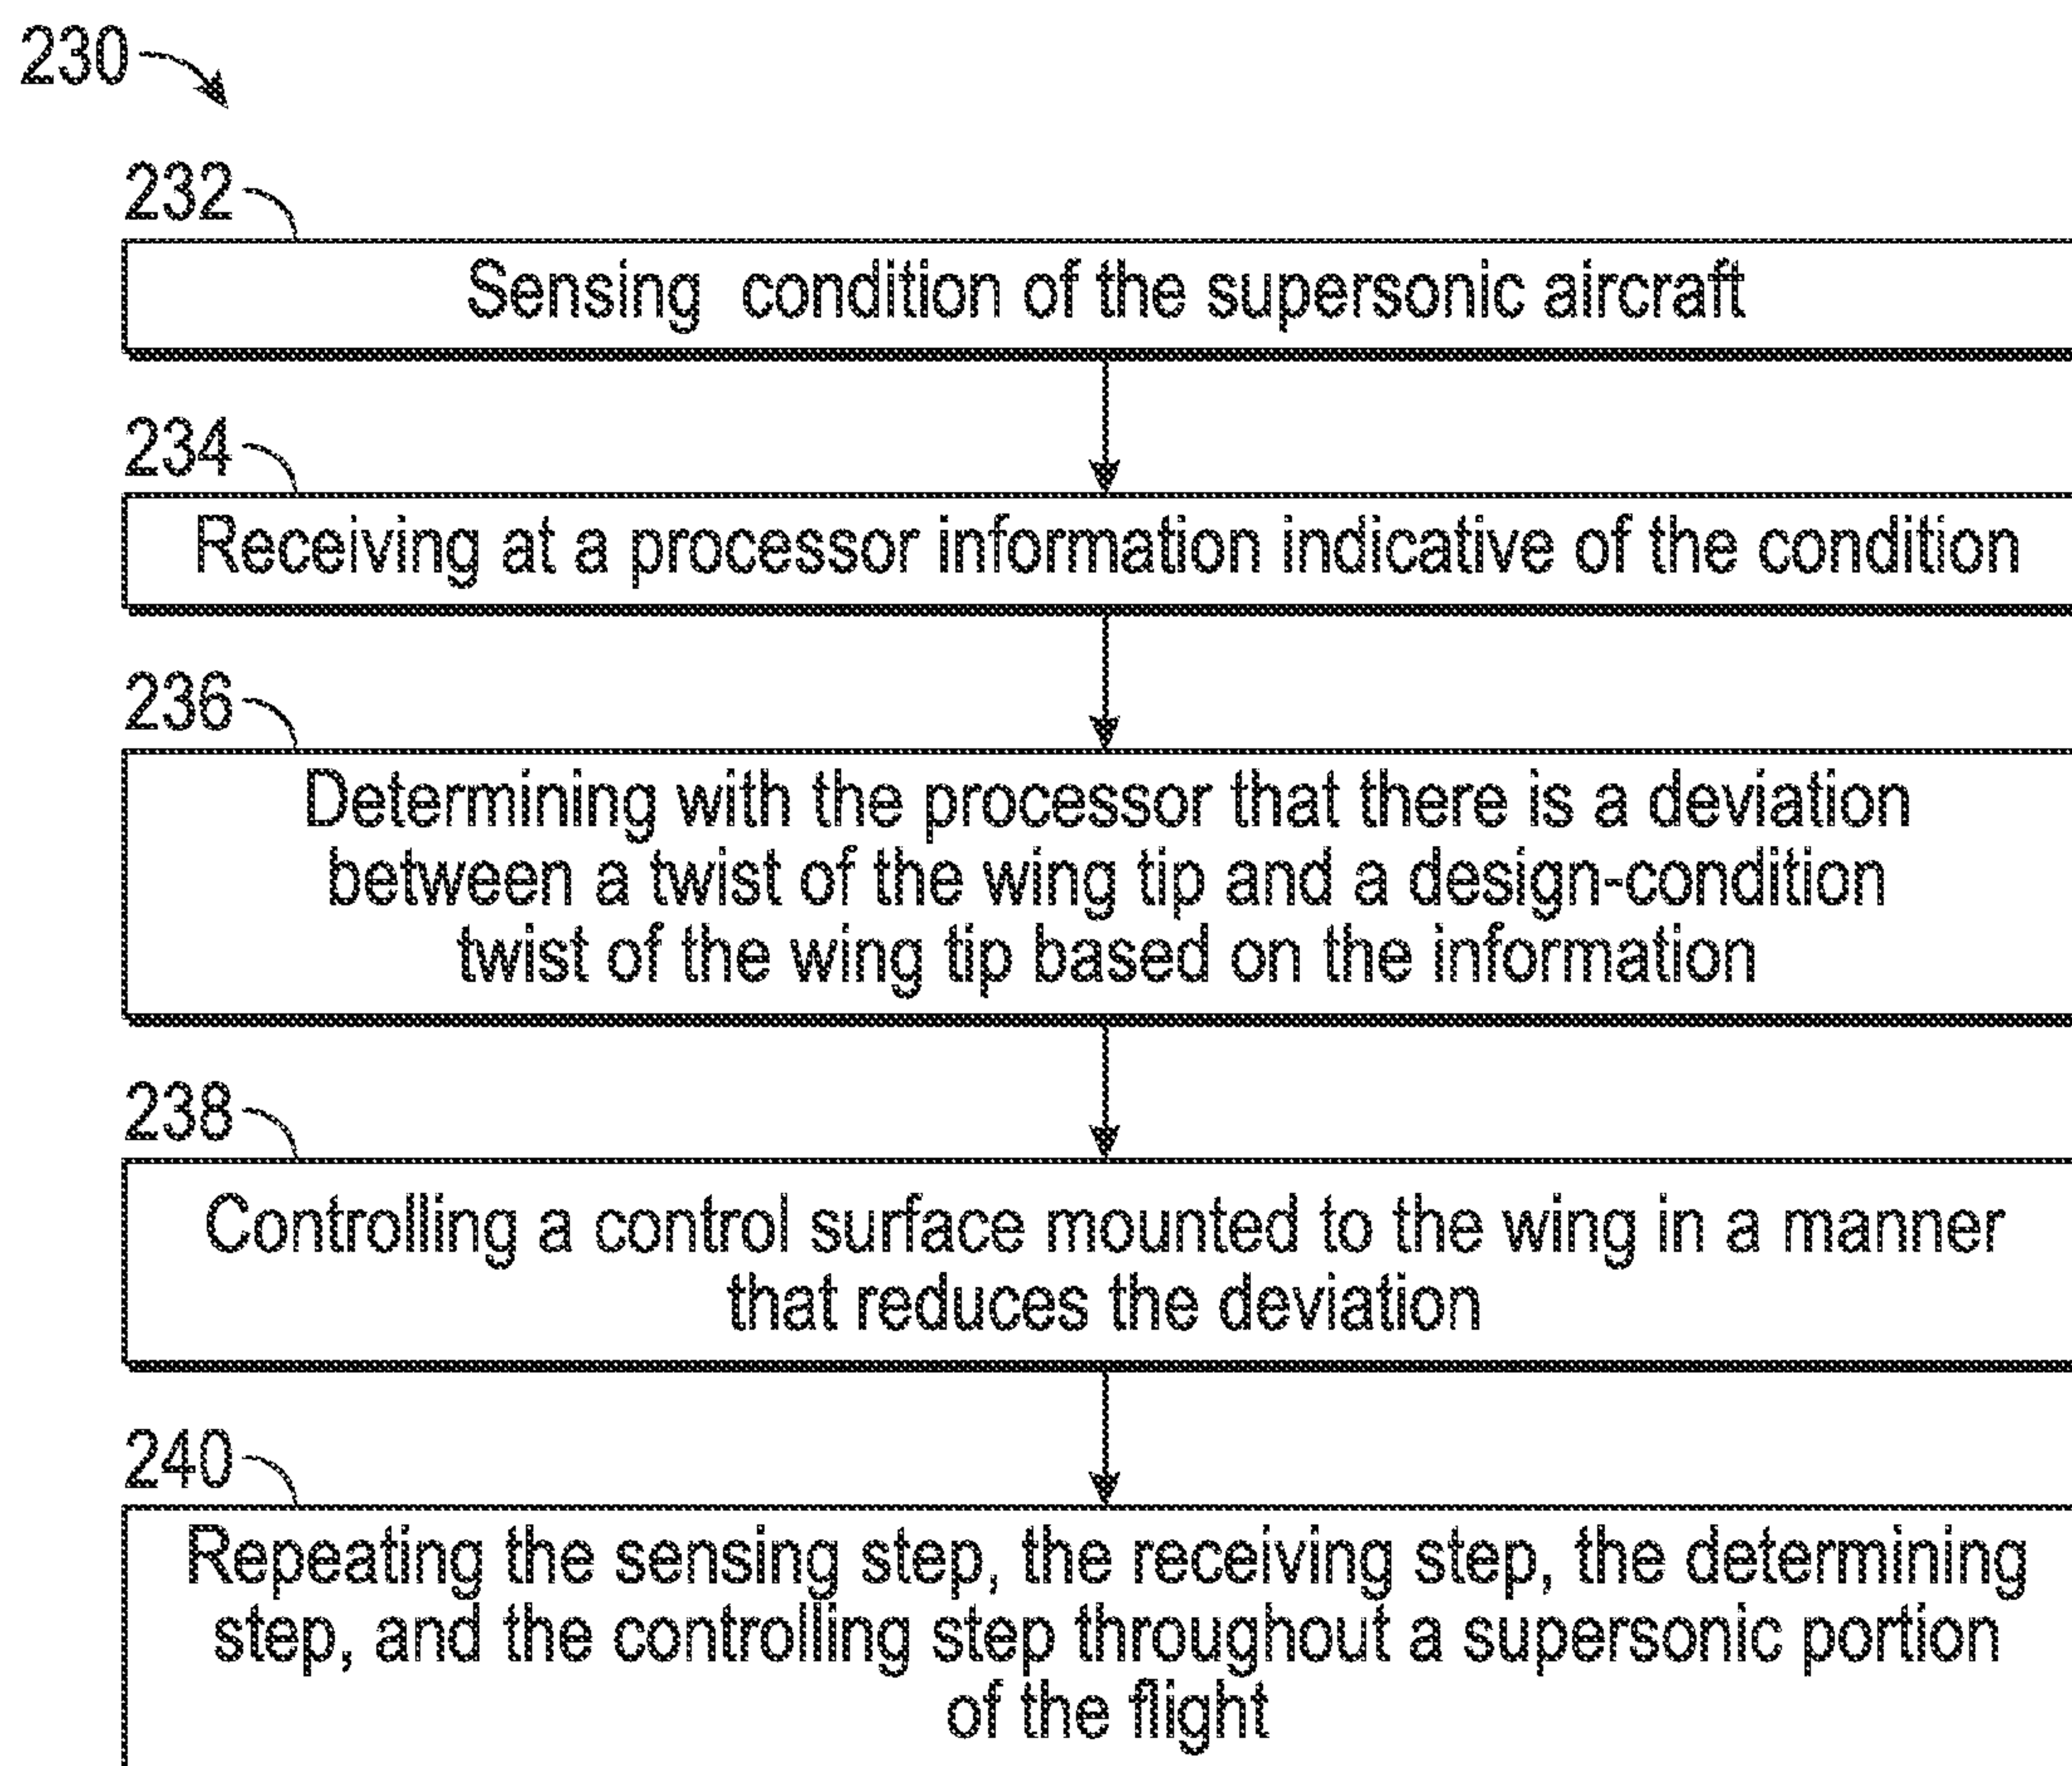 230
232
Sensing condition of the supersonic aircraft
234
Receiving at a processor information indicative of the condition
236
Determining with the processor that there is a deviation
between a twist of the wing tip and a design-condition
twist of the wing tip based on the information
238
Controlling a control surface mounted to the wing in a manner
that reduces the deviation
240
Repeating the sensing step, the receiving step, the determining
step, and the controlling step throughout a supersonic portion
of the flight